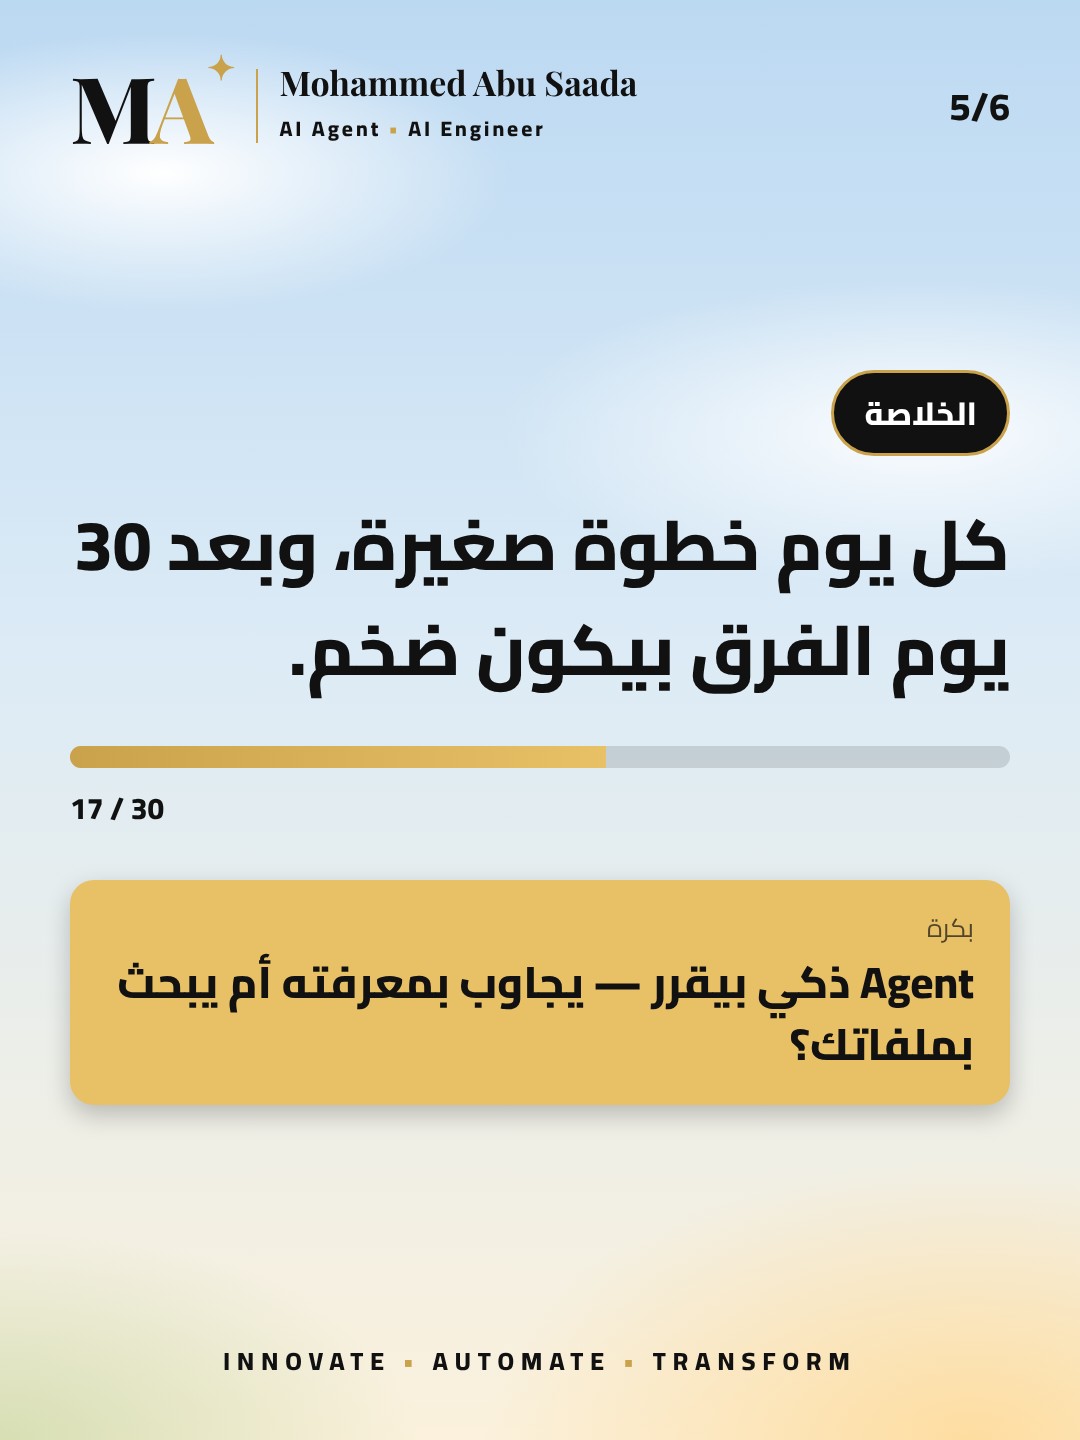 MA
Mohammed Abu Saada
AI Agent ▪ AI Engineer
5/6
الخلاصة
كل يوم خطوة صغيرة، وبعد 30
يوم الفرق بيكون ضخم.
17 / 30
بكرة
Agent ذكي بيقرر — يجاوب بمعرفته أم يبحث
بملفاتك؟
INNOVATE ▪ AUTOMATE ▪ TRANSFORM